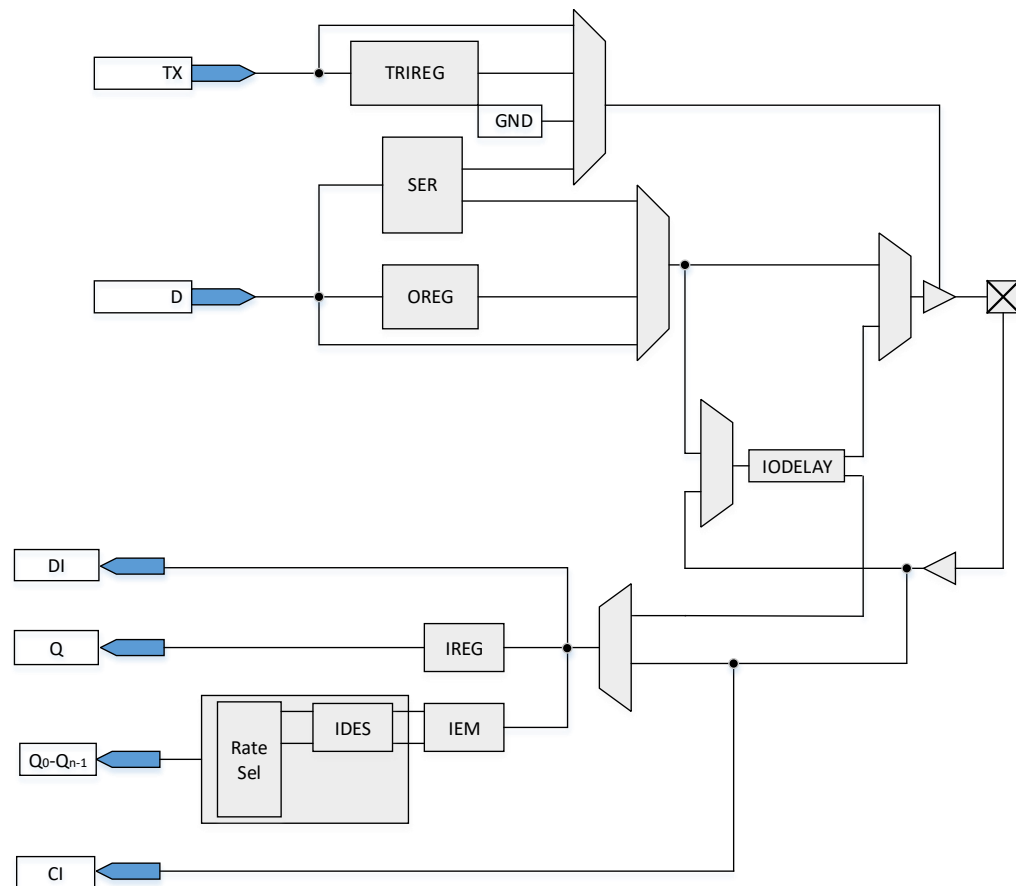 TX
TRIREG
GND
SER
D
OREG
IODELAY
DI
Q
IREG
Rate
Sel
IDES
IEM
Q0-Qn-1
CI